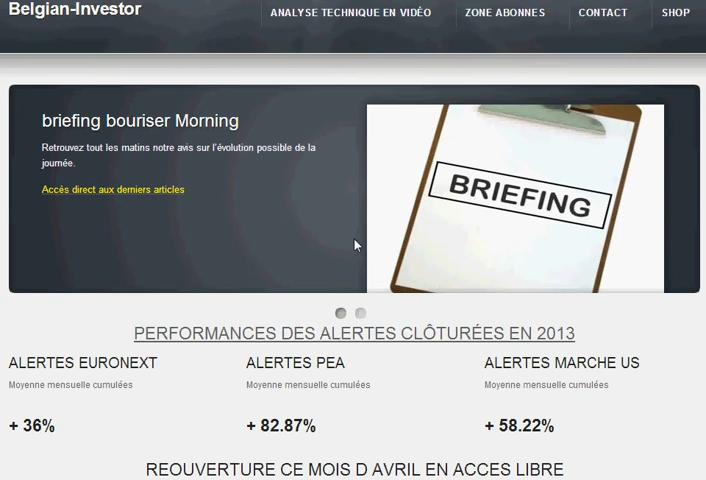 Belgian-Investor
ANALYSE TECHNIQUE EN VIDÉO
ZONE ABONNES
CONTACT
SHOP
briefing bouriser Morning
Retrouvez tout les matins notre avis sur l'évolution possible de la
journée.
Accès direct aux derniers articles
BRIEFING
PERFORMANCES DES ALERTES CLÔTURÉES EN 2013
ALERTES EURONEXT
Moyenne mensuelle cumulées
+ 36%
ALERTES PEA
Moyenne mensuelle cumulées
+ 82.87%
ALERTES MARCHE US
Moyenne mensuelle cumulées
+ 58.22%
REOUVERTURE CE MOIS D AVRIL EN ACCES LIBRE